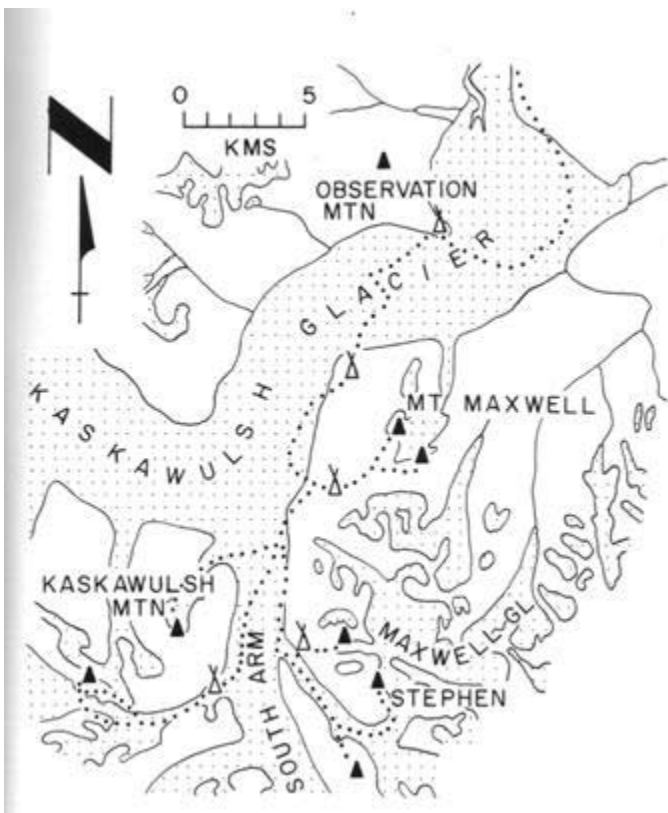 N
0 5
KMS
OBSERVATION
MTN
KASKAWULSH GLACIER
MT. MAXWELL
KASKAWULSH
MTN
MAXWELL-GL
STEPHEN
SOUTH ARM